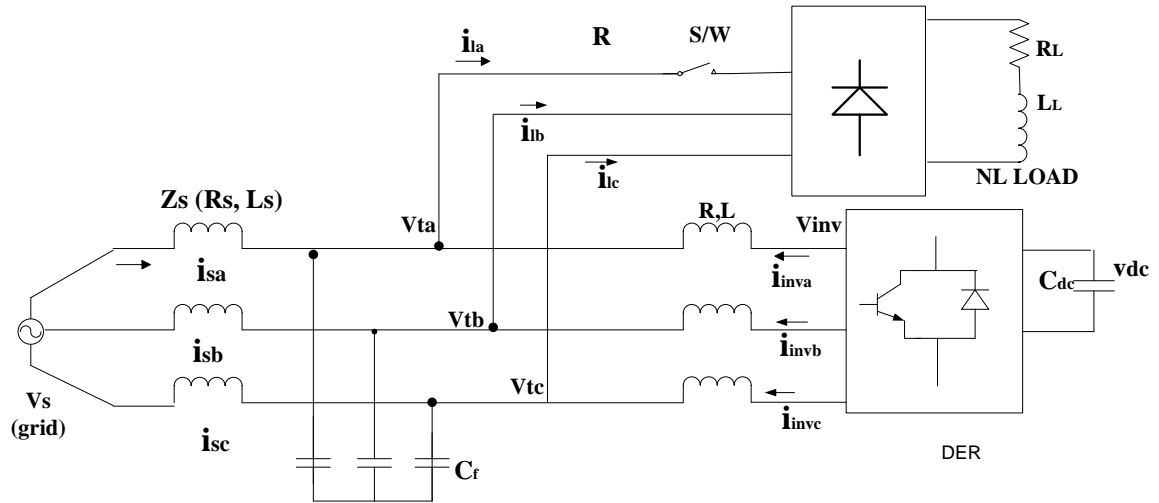 R
S/W
ila
RL
LL
ilb
ilc
NL LOAD
Zs (Rs, Ls)
Vta
R,L
Vinv
isa
iinva
Cdc
vdc
Vtb
isb
iinvb
Vtc
Vs
(grid)
isc
iinvc
Cf
DER